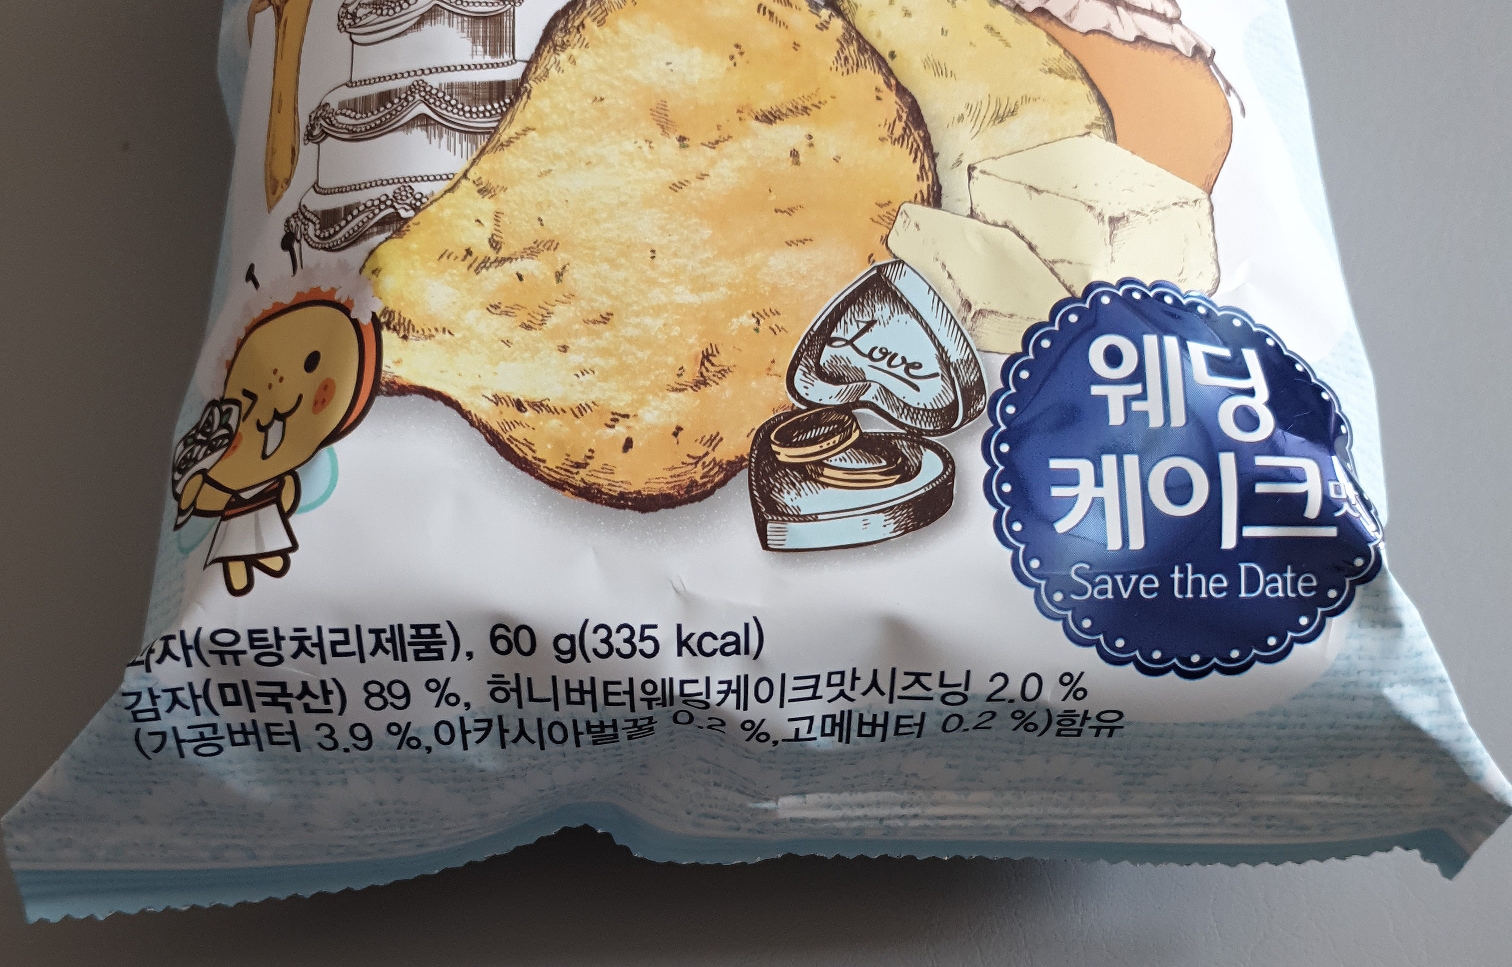 Love
웨딩
케이크맛
Save the Date
과자(유탕처리제품), 60 g(335 kcal)
감자(미국산) 89 %, 허니버터웨딩케이크맛시즈닝 2.0 %
(가공버터 3.9 %,아카시아벌꿀 0.2 %,고메버터 0.2 %)함유